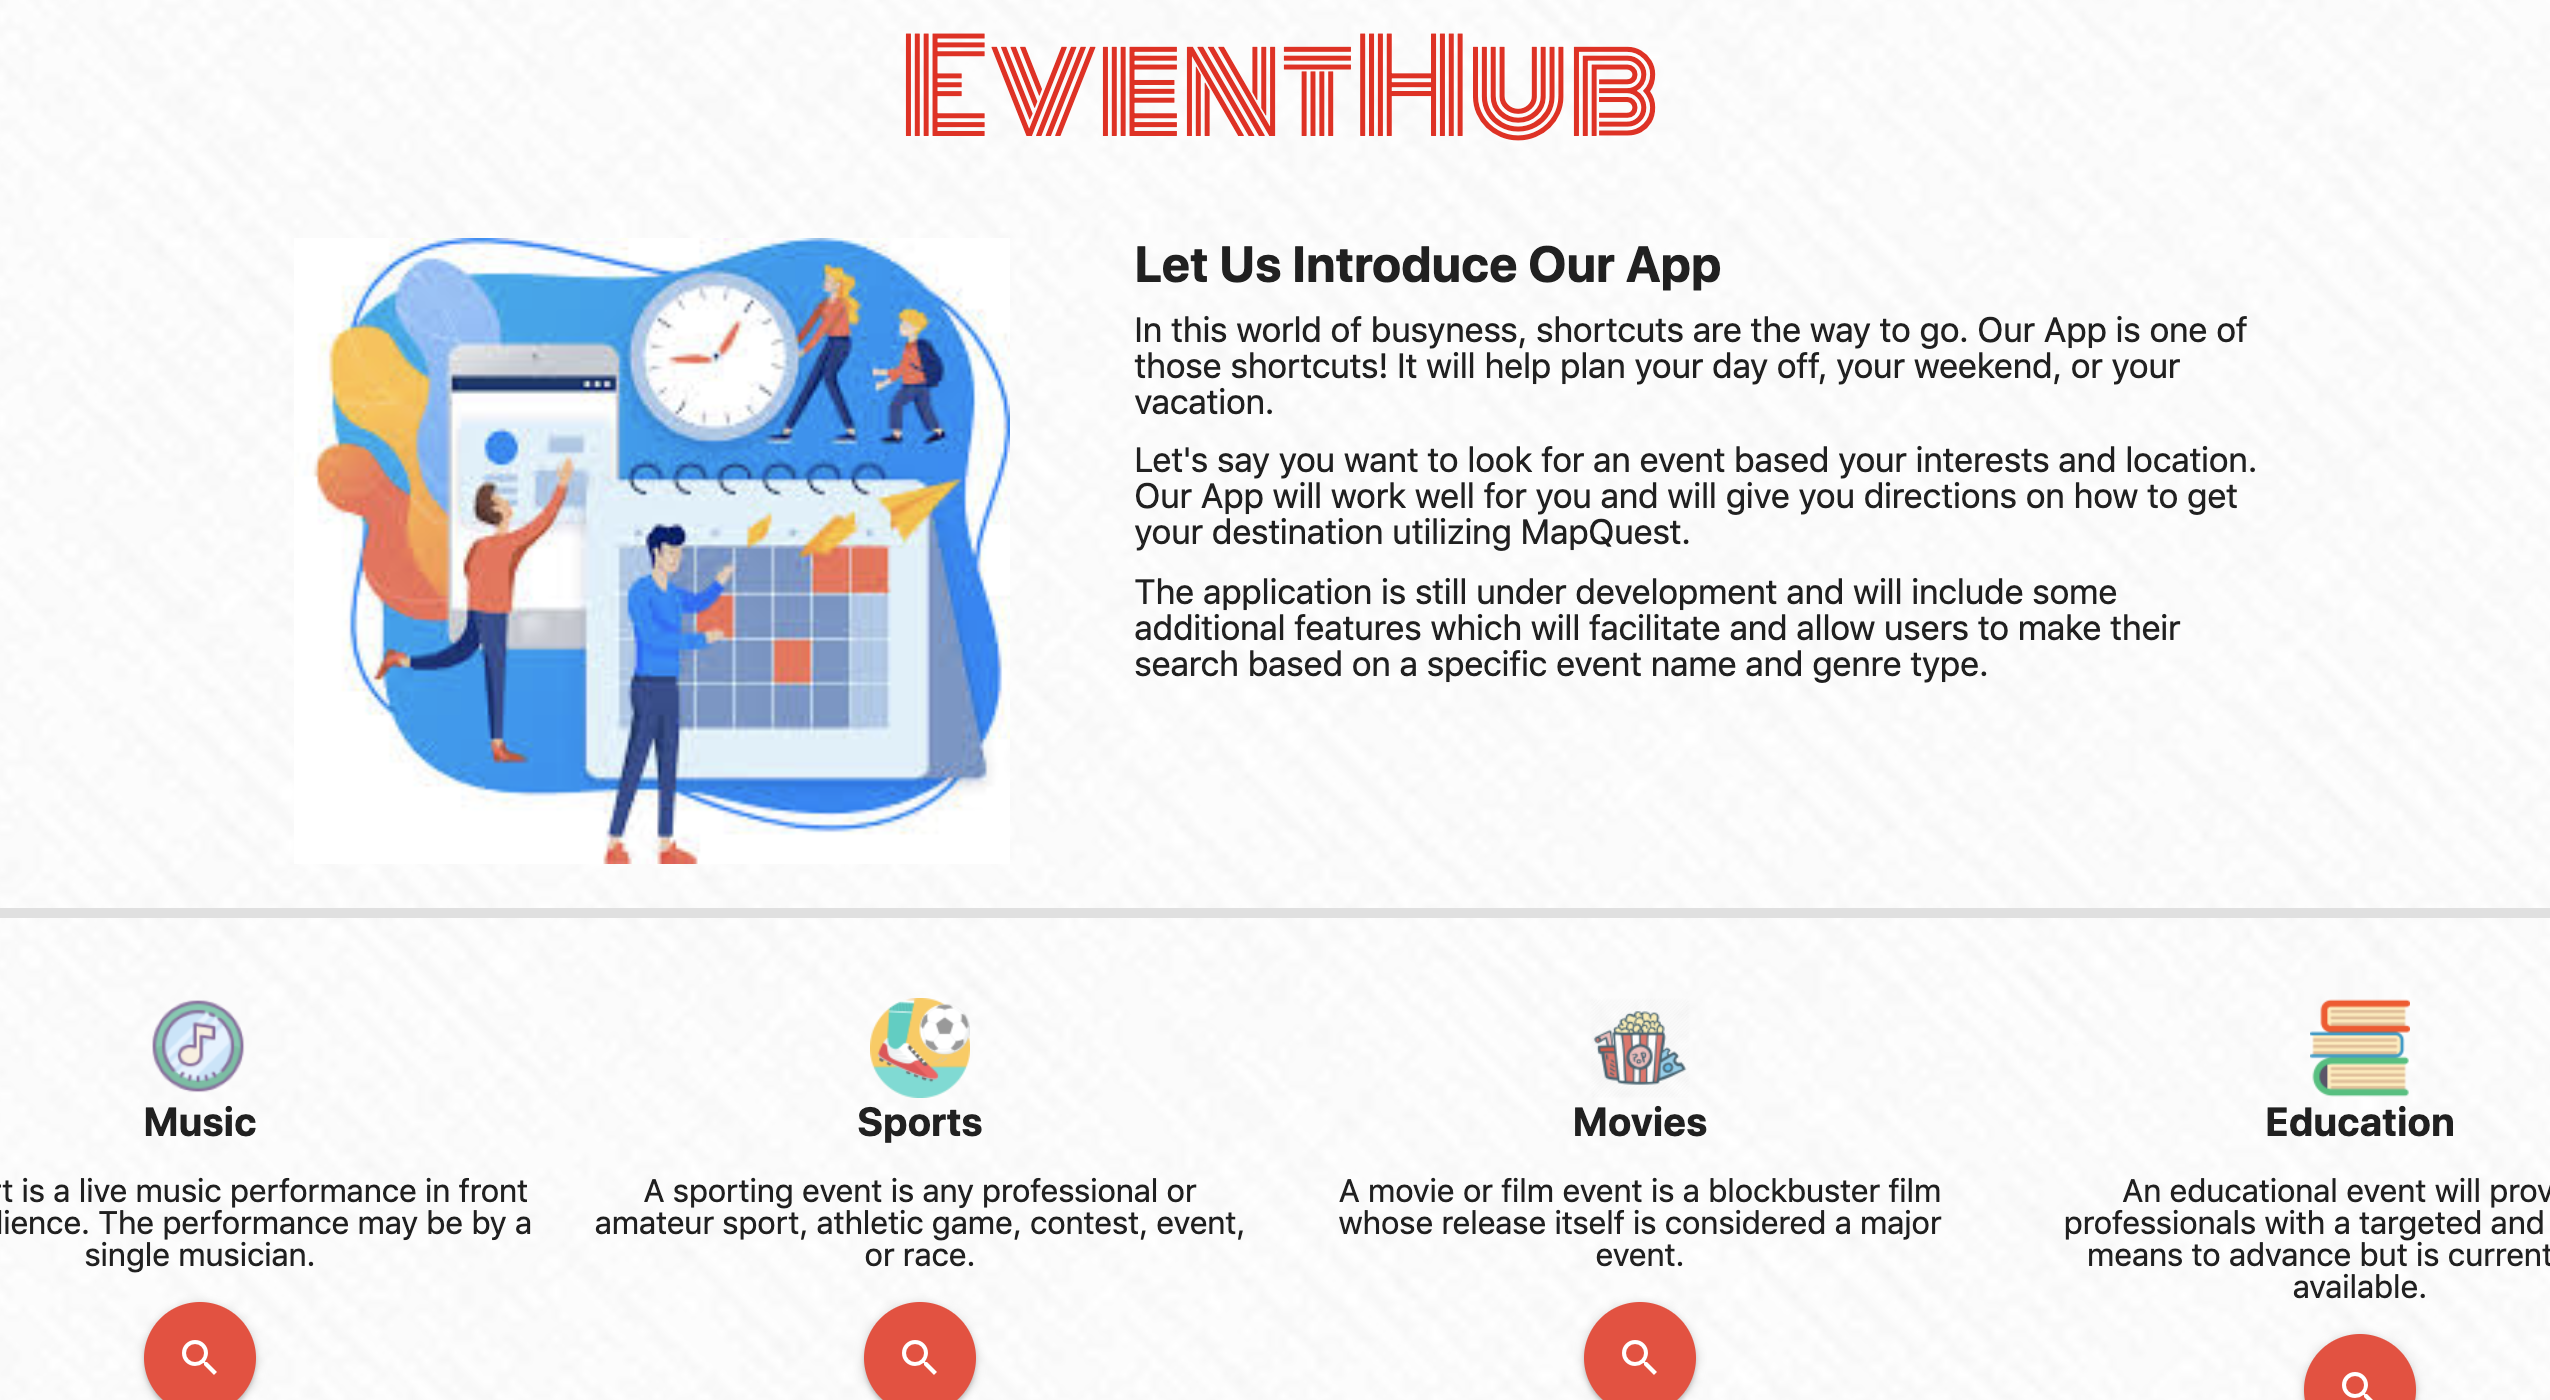 EventHub
Let Us Introduce Our App
In this world of busyness, shortcuts are the way to go. Our App is one of
those shortcuts! It will help plan your day off, your weekend, or your
vacation.
Let's say you want to look for an event based your interests and location.
Our App will work well for you and will give you directions on how to get
your destination utilizing MapQuest.
The application is still under development and will include some
additional features which will facilitate and allow users to make their
search based on a specific event name and genre type.
Music
is a live music performance in front
The performance may be by a
single musician.
Sports
A sporting event is any professional or
amateur sport, athletic game, contest, event,
or race.
Movies
A movie or film event is a blockbuster film
whose release itself is considered a major
event.
Education
An educational event will
professionals with a targeted and
means to advance but is
available.